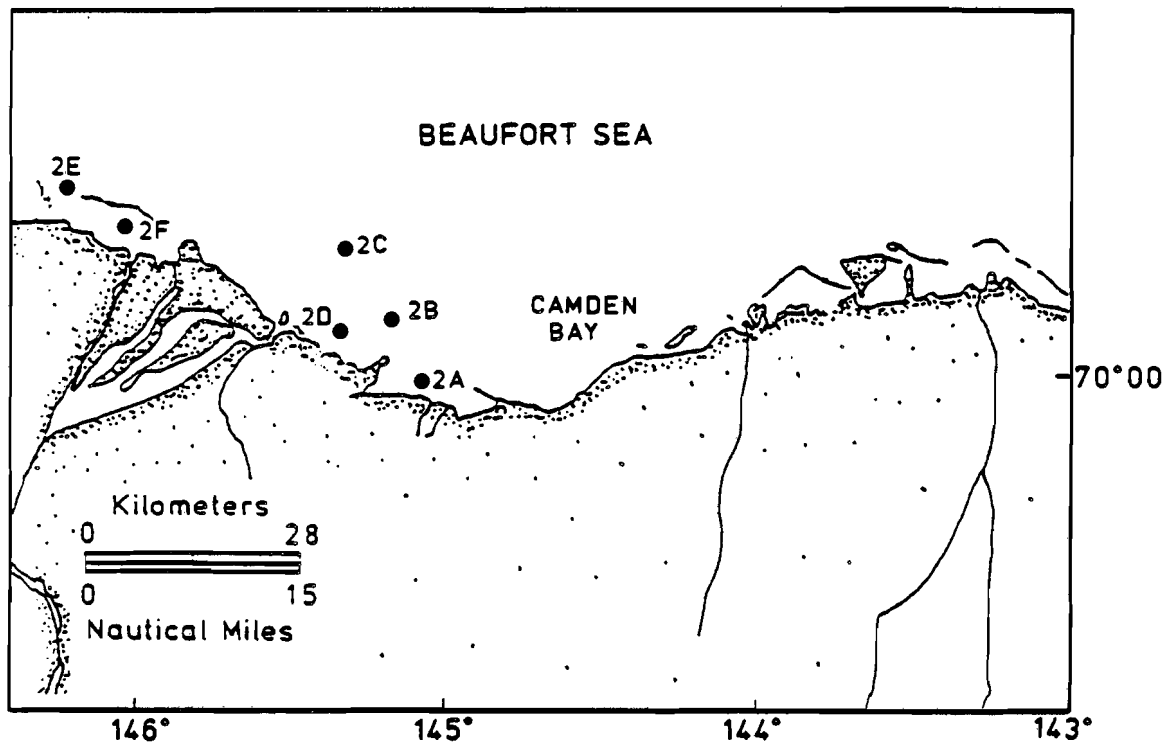 BEAUFORT SEA
2E
2F
2C
2D
2B
CAMDEN
BAY
2A
70°00
Kilometers
0 28
0 15
Nautical Miles
146° 145° 144° 143°